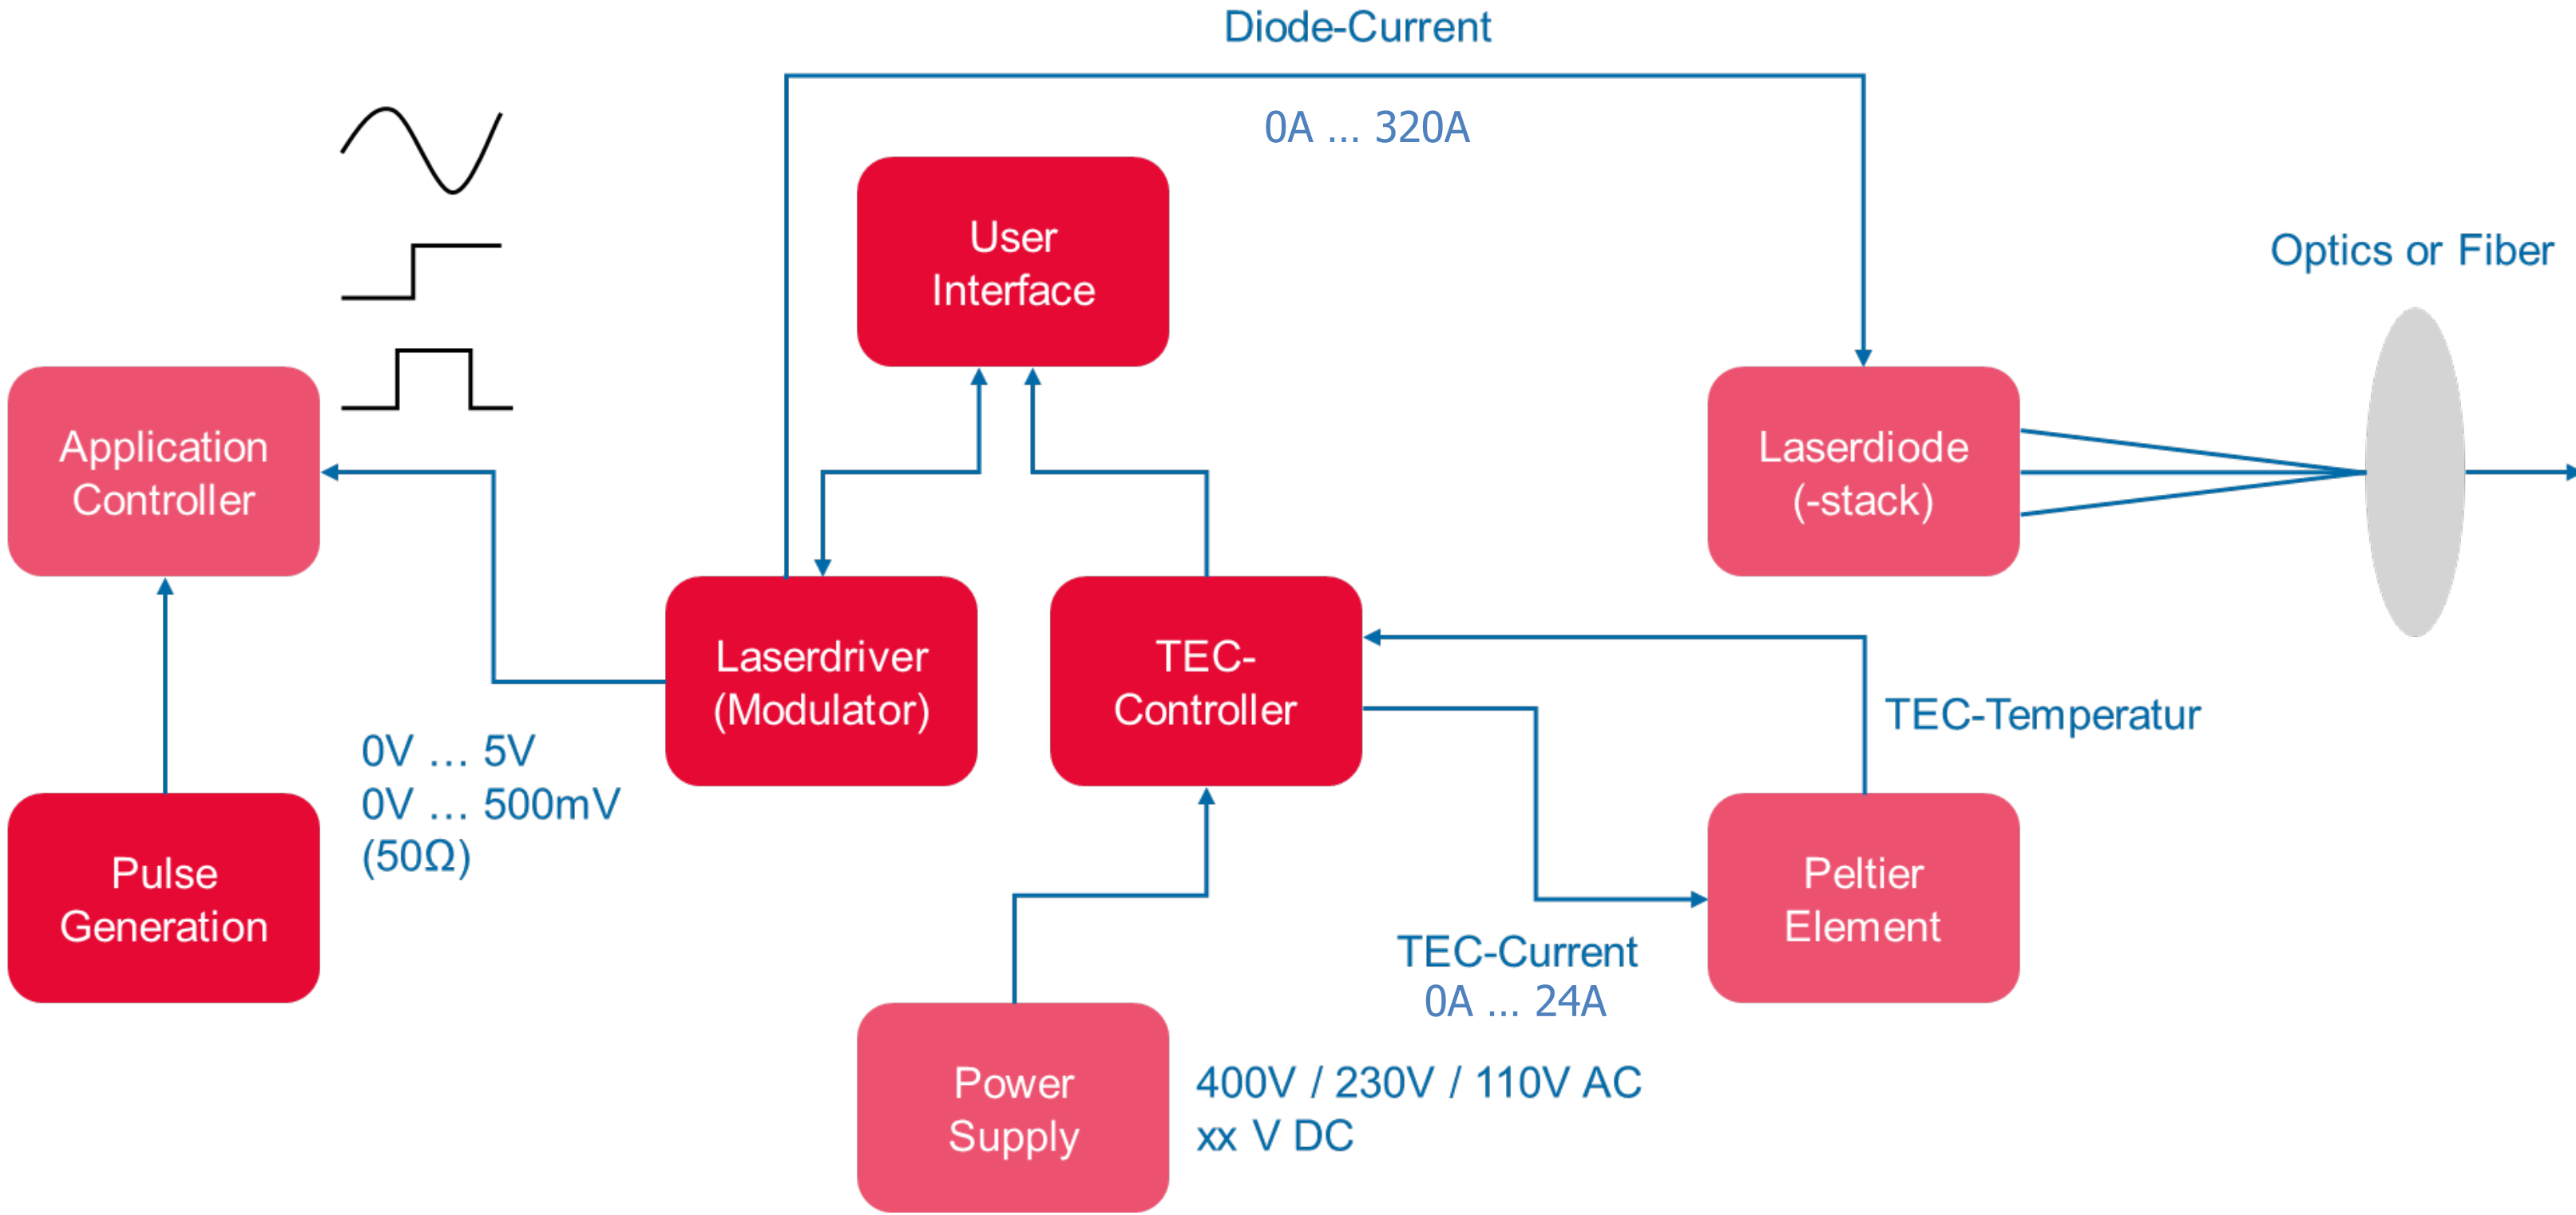 Diode-Current
0A ... 320A
User
Interface
Optics or Fiber
Application
Controller
Laserdiode
(-stack)
Laserdriver
(Modulator)
TEC-
Controller
TEC-Temperatur
0V ... 5V
0V ... 500mV
(50Ω)
Pulse
Generation
Peltier
Element
TEC-Current
0A ... 24A
Power
Supply
400V / 230V / 110V AC
xx V DC